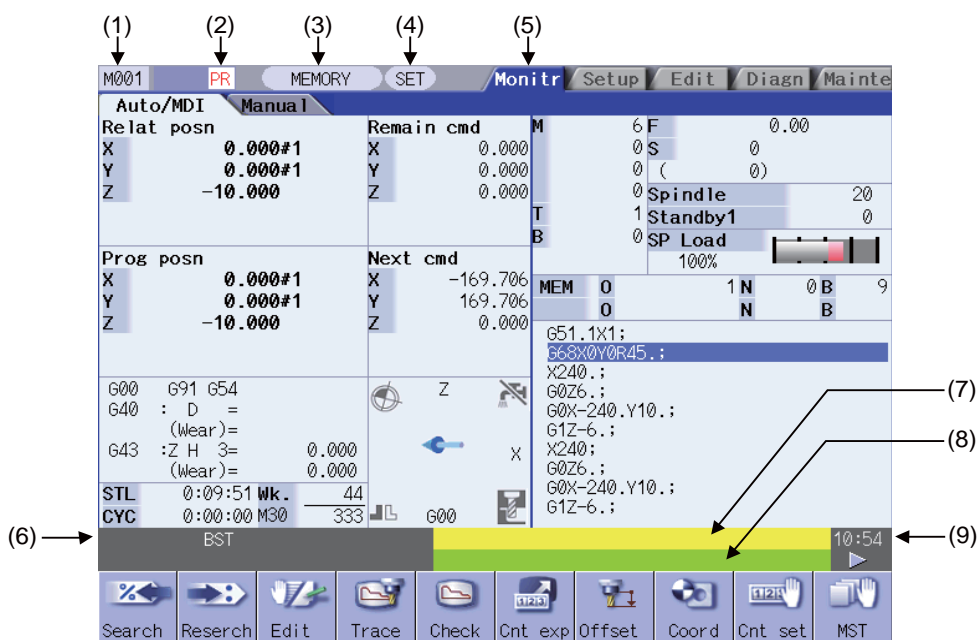 (1) (2) (3) (4) (5)
M001 PR MEMORY SET Monitr Setup Edit Diagn Mainte
Auto/MDI Manual
Relat posn
X 0.000#1
Y 0.000#1
Z -10.000
Remain cmd
X 0.000
Y 0.000
Z 0.000
Prog posn
X 0.000#1
Y 0.000#1
Z -10.000
Next cmd
X -169.706
Y 169.706
Z 0.000
M 6
0
0
0
T 1
B 0
F 0.00
S 0
( 0)
Spindle 20
Standby1 0
SP Load
100%
MEM O 1 N 0 B 9
O N B
G51.1X1;
G68X0Y0R45.;
X240.;
G0Z6.;
G0X-240.Y10.;
G1Z-6.;
X240;
G0Z6.;
G0X-240.Y10.;
G1Z-6.;
G00 G91 G54
G40 : D =
(Wear)=
G43 :Z H 3= 0.000
(Wear)= 0.000
Z
X
G00
STL 0:09:51 Wk. 44
CYC 0:00:00 M30 333
(7)
(8)
(6) BST 10:54 (9)
Search Reserch Edit Trace Check Cnt exp Offset Coord Cnt set MST